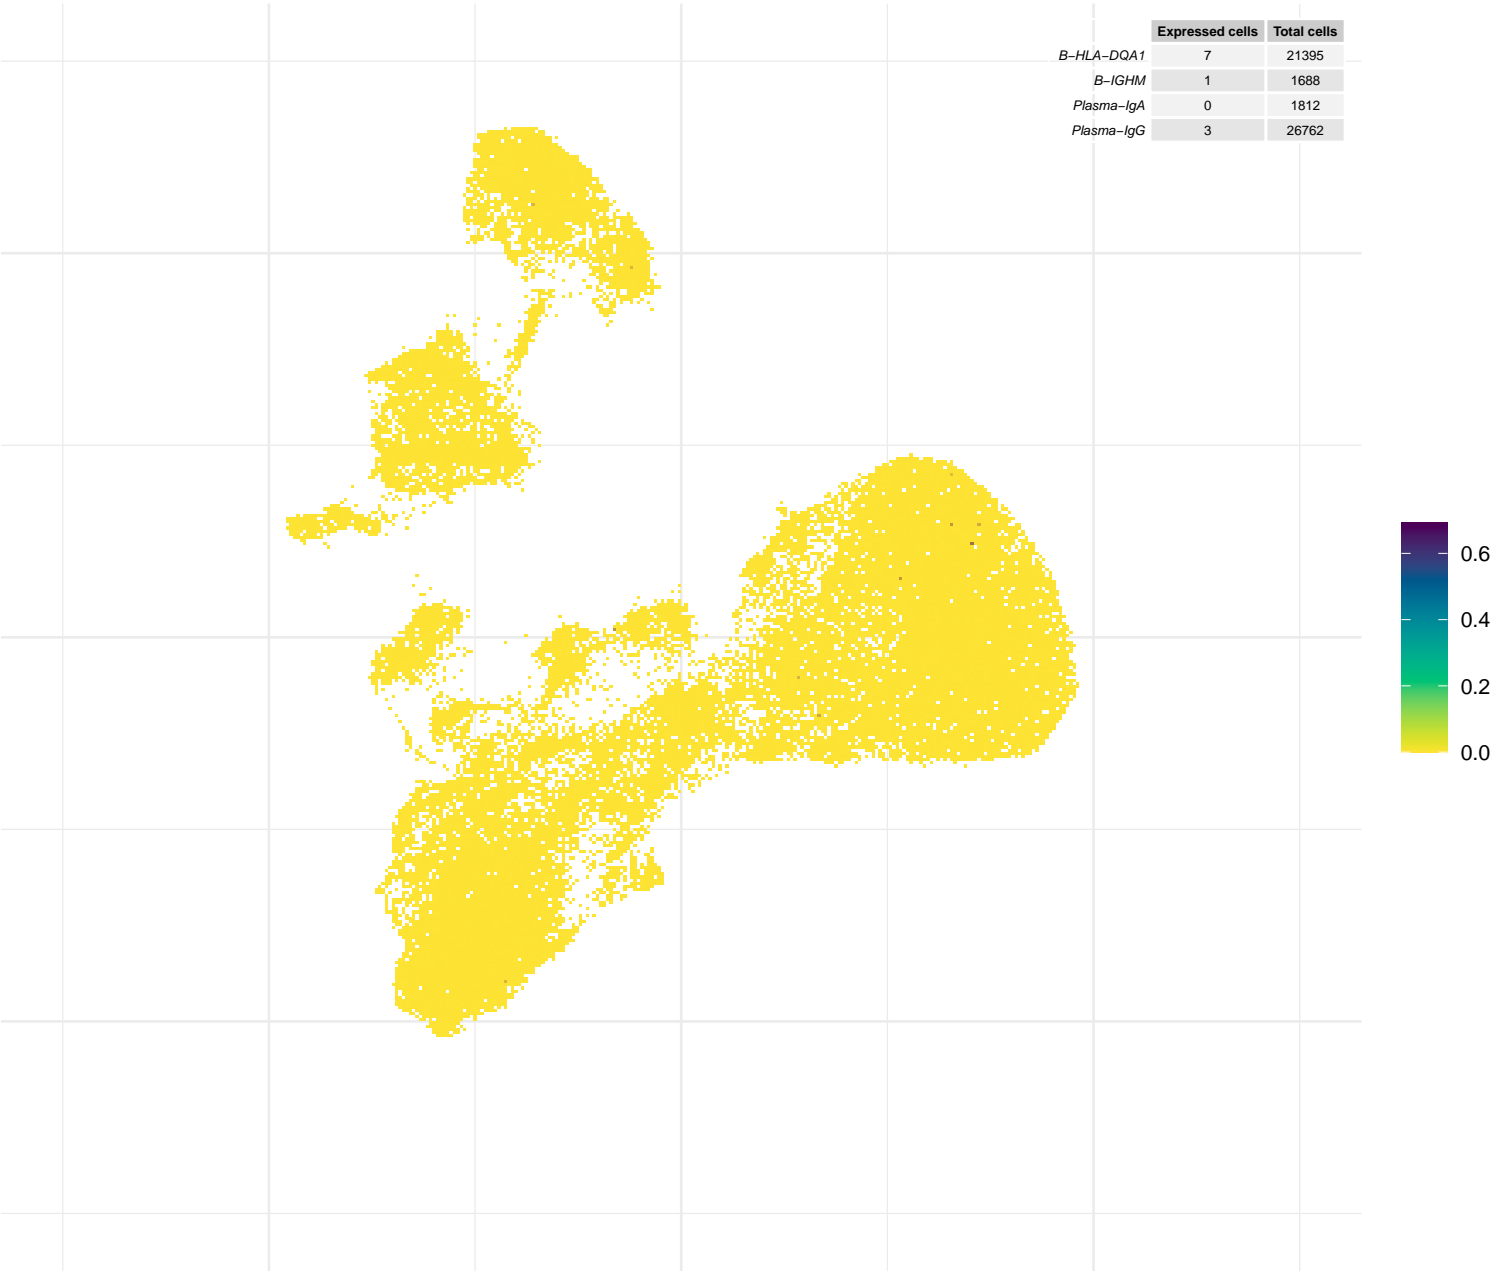 Expressed cells Total cells
B−HLA−DQA1 7 21395
B−IGHM 1 1688
Plasma−IgA 0 1812
Plasma−IgG 3 26762
0.6
0.4
0.2
0.0